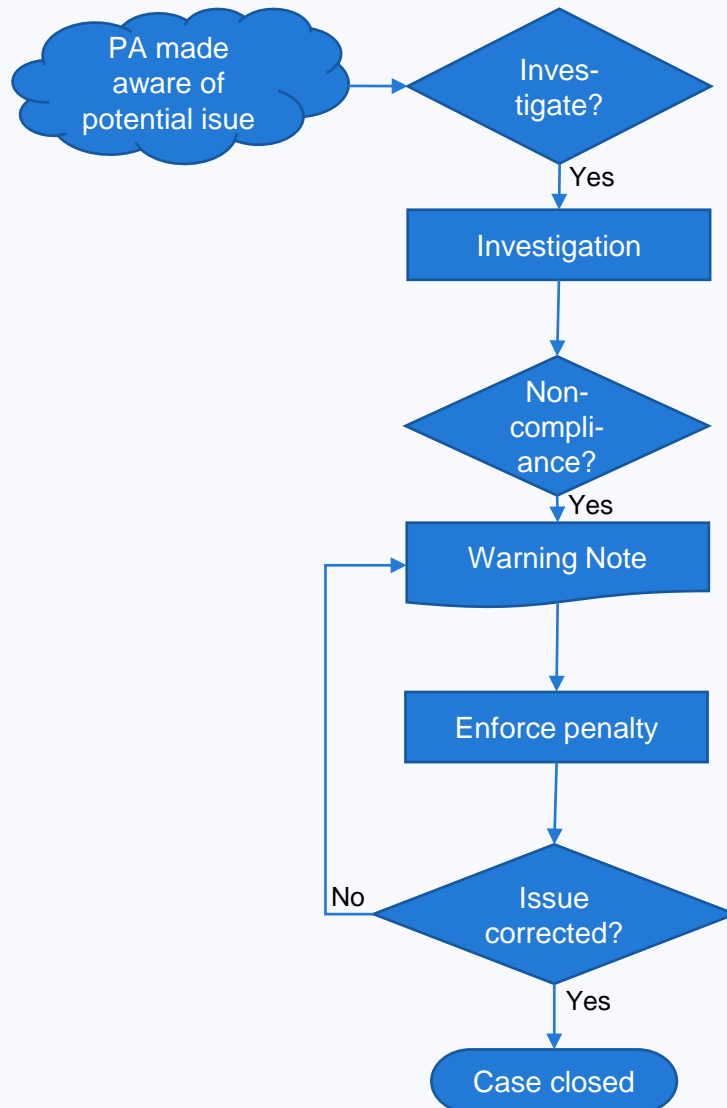 PA made
aware of
potential isue
Inves-
tigate?
Yes
Investigation
Non-
compli-
ance?
Yes
Warning Note
Enforce penalty
Issue
corrected?
No
Yes
Case closed